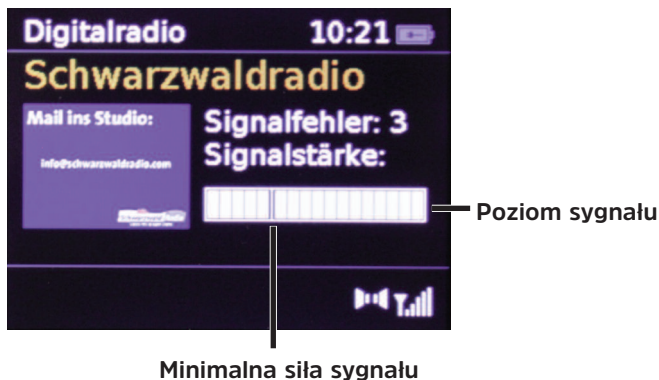 Digitalradio 10:21
Schwarzwaldradio
Mail ins Studio:
info@schwarzwaldradio.com
Signalfehler: 3
Signalstärke:
Poziom sygnału
Minimalna siła sygnału